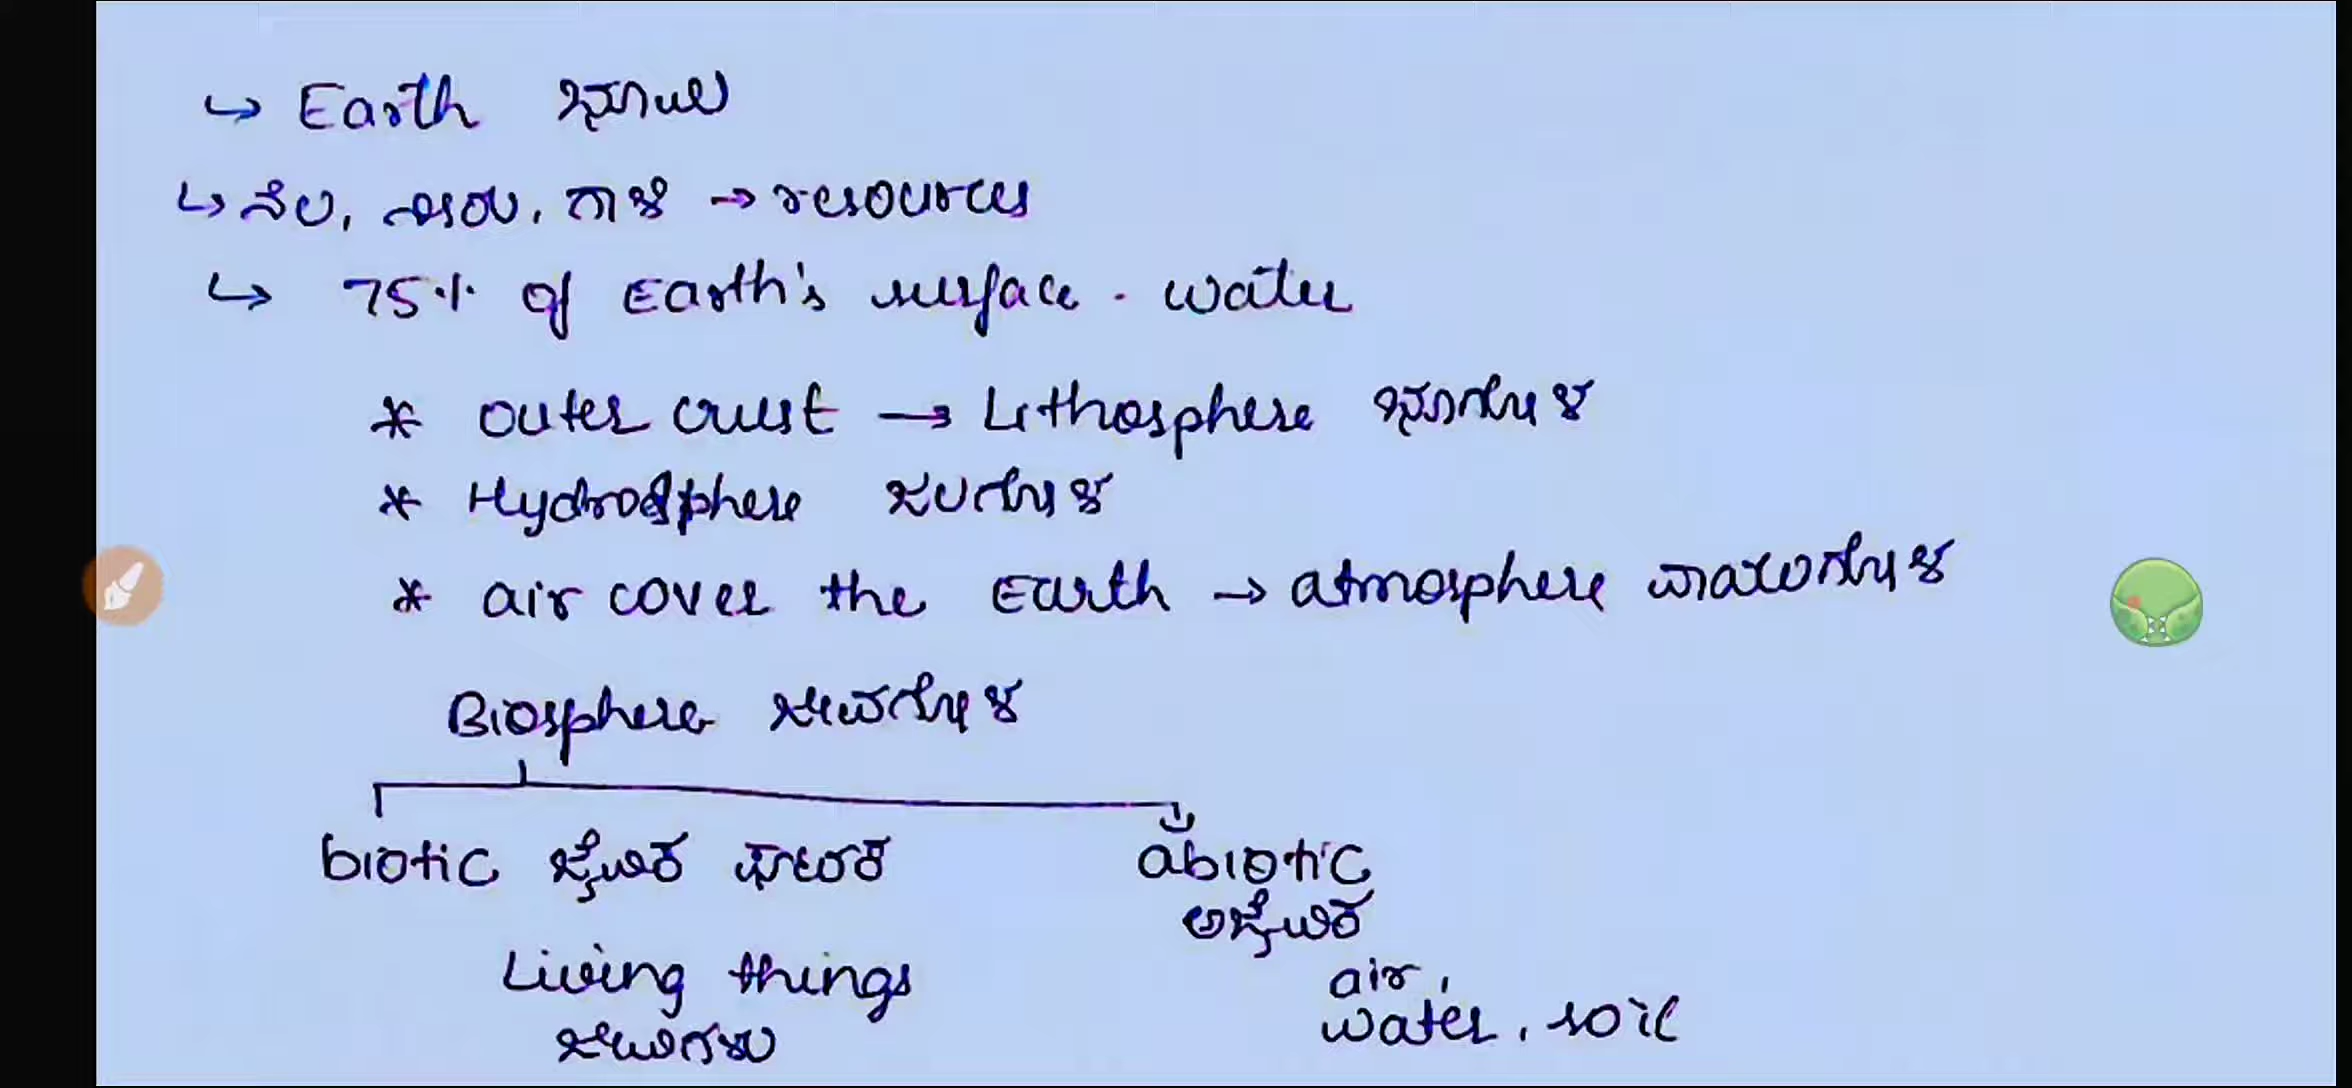 ↳ Earth ಭೂಮಿ
↳ ನೆಲ, ನೀರು, ಗಾಳಿ → resources
↳ 75% of Earth's surface - water
* outer crust → Lithosphere ಭೂಗೋಳ
* Hydrosphere ಜಲಗೋಳ
* air cover the Earth → atmosphere ವಾಯುಗೋಳ
Biosphere ಜೀವಗೋಳ
biotic ಜೈವಿಕ ಘಟಕ abiotic
ಅಜೈವಿಕ
Living things air,
ಜೀವಿಗಳು water, soil